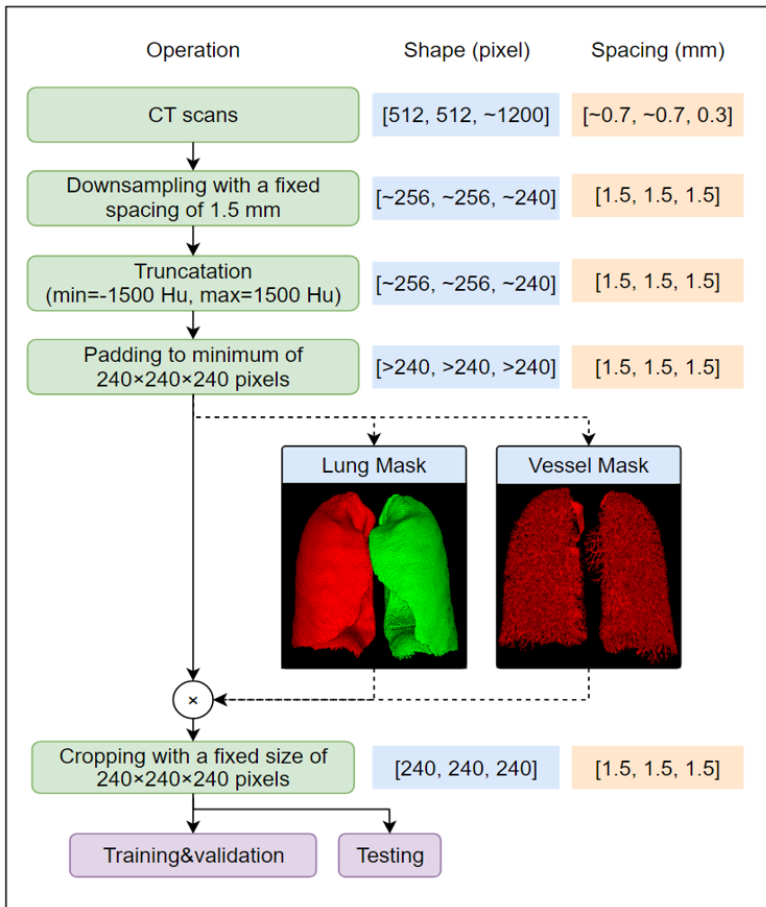 Operation Shape (pixel) Spacing (mm)
CT scans [512, 512, ~1200] [~0.7, ~0.7, 0.3]
Downsampling with a fixed
spacing of 1.5 mm
[~256, ~256, ~240] [1.5, 1.5, 1.5]
Truncatation
(min=-1500 Hu, max=1500 Hu)
[~256, ~256, ~240] [1.5, 1.5, 1.5]
Padding to minimum of
240×240×240 pixels
[>240, >240, >240] [1.5, 1.5, 1.5]
Lung Mask Vessel Mask
×
Cropping with a fixed size of
240×240×240 pixels
[240, 240, 240] [1.5, 1.5, 1.5]
Training&validation Testing